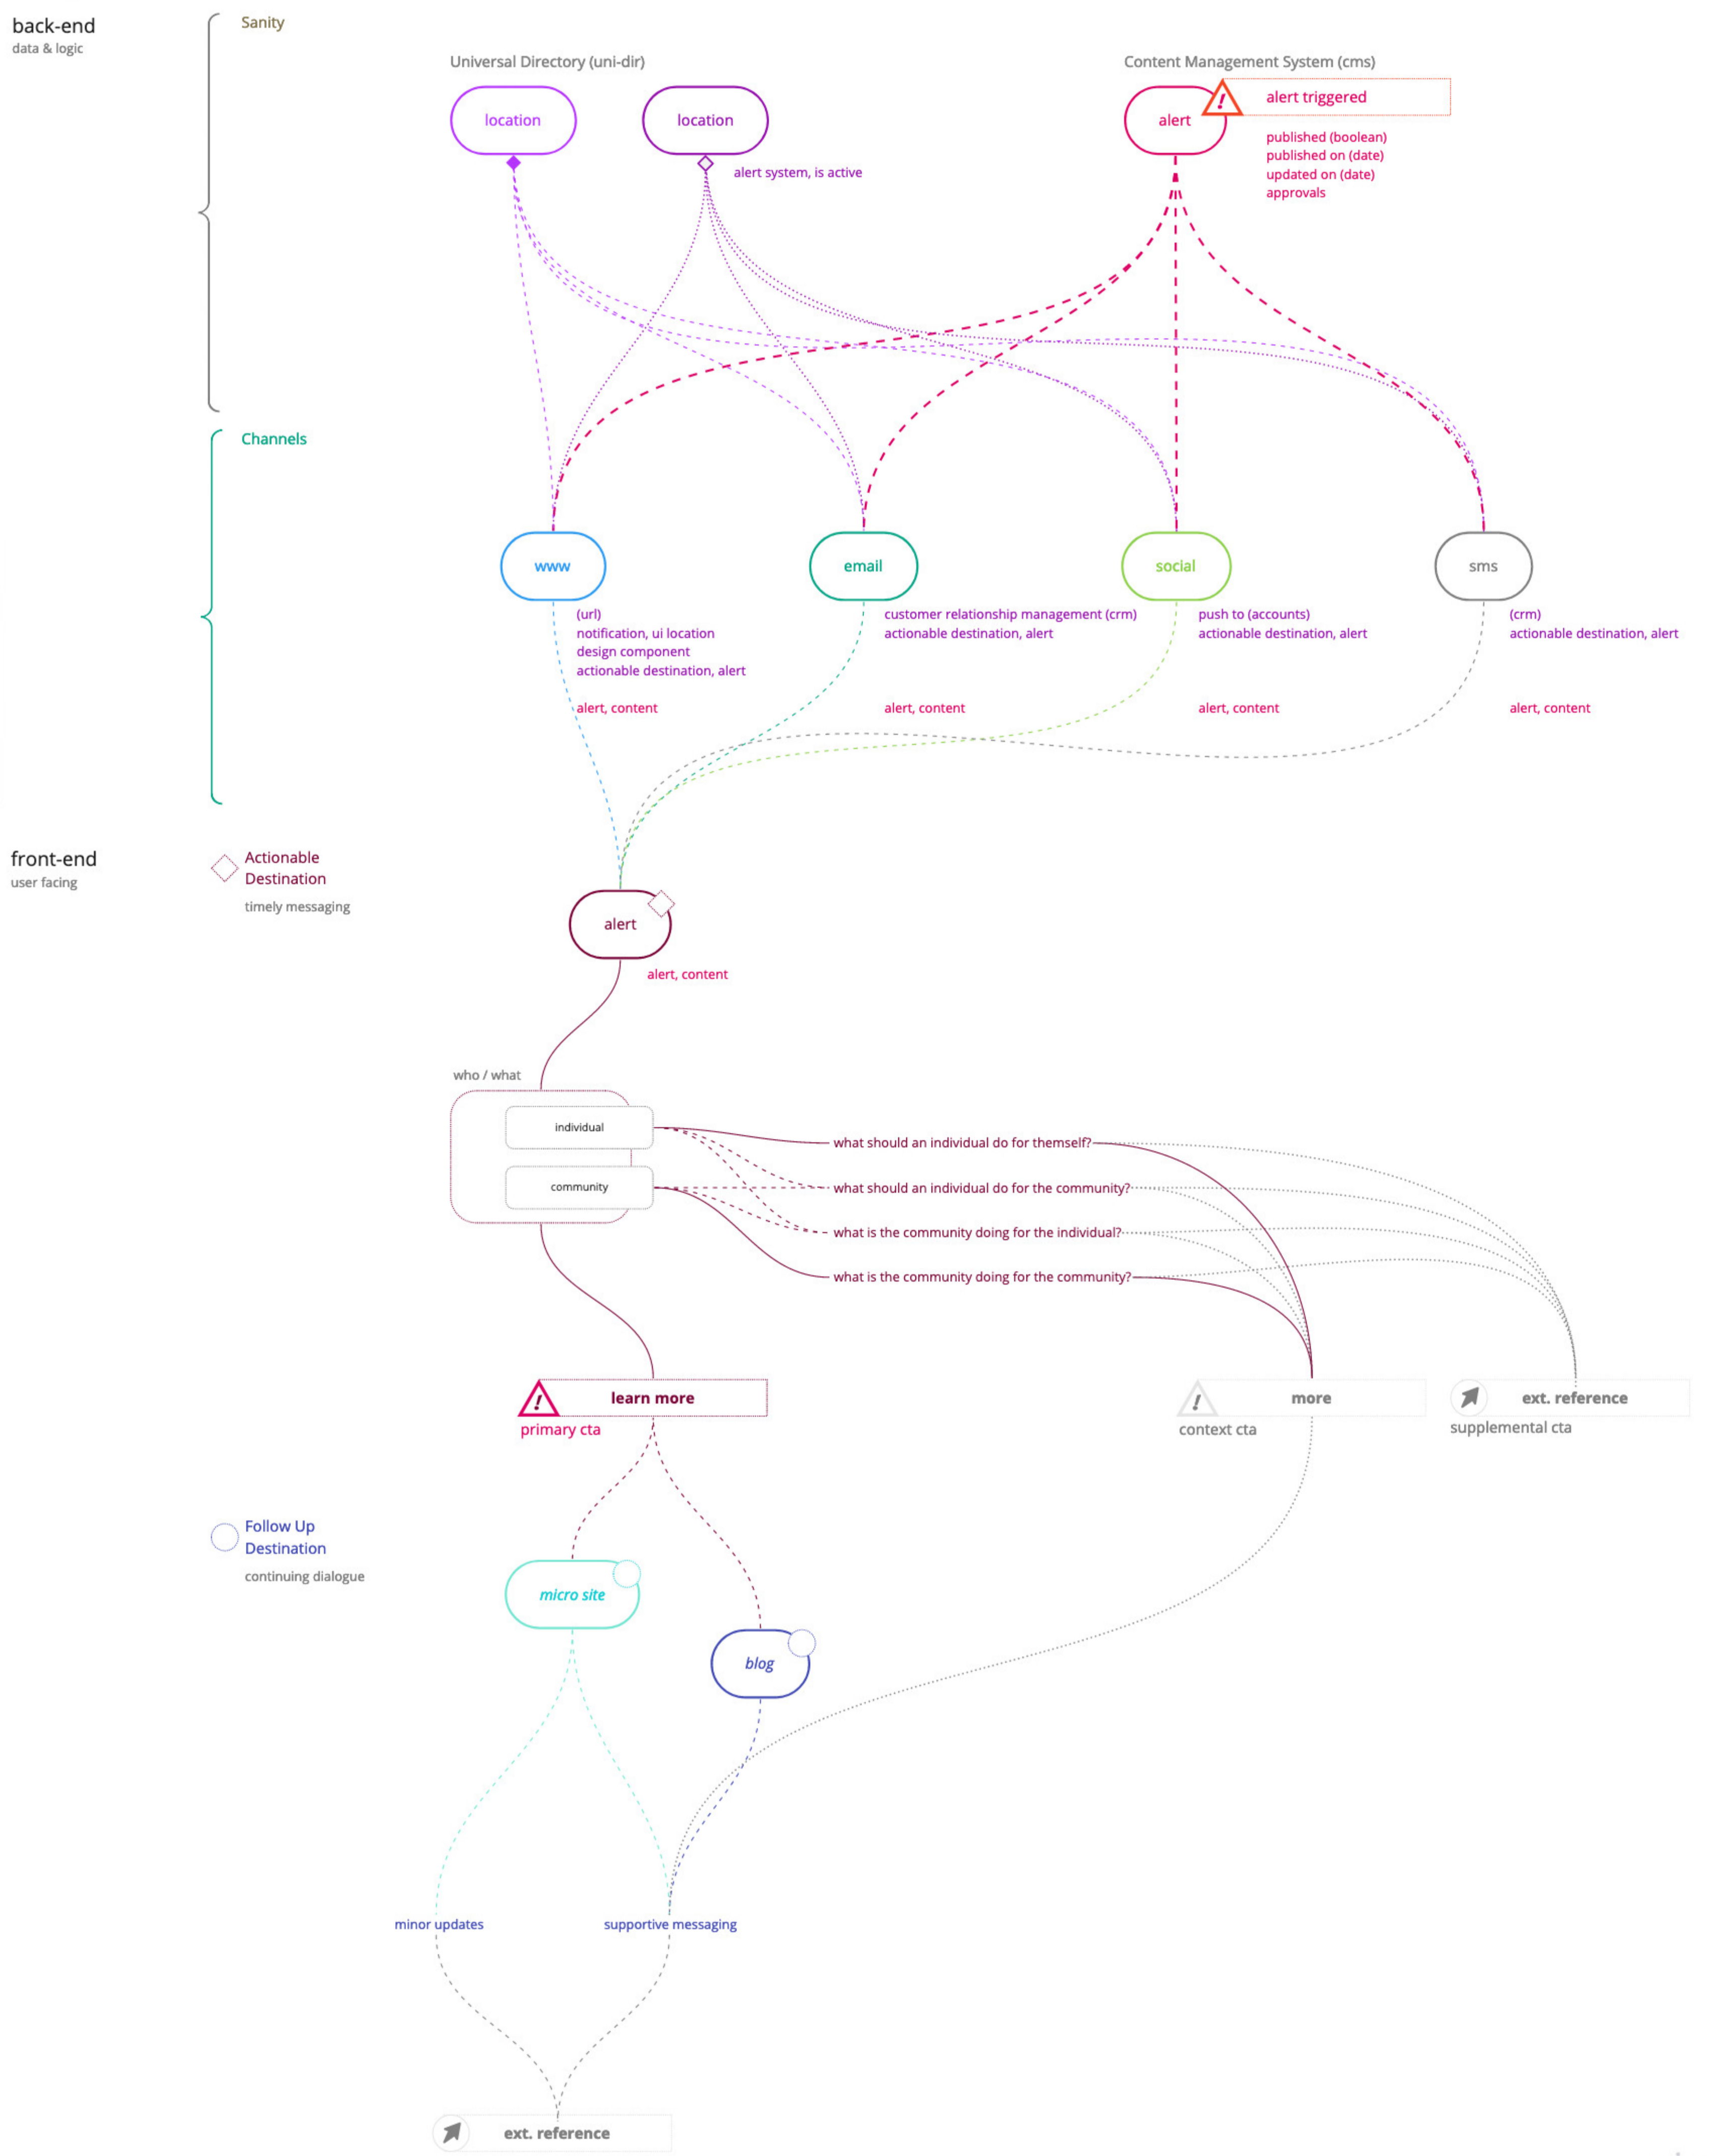 back-end
data & logic
Sanity
Universal Directory (uni-dir)
Content Management System (cms)
location
location
alert
!
alert triggered
alert system, is active
published (boolean)
published on (date)
updated on (date)
approvals
Channels
www
email
social
sms
(url)
notification, ui location
design component
actionable destination, alert
customer relationship management (crm)
actionable destination, alert
push to (accounts)
actionable destination, alert
(crm)
actionable destination, alert
alert, content
alert, content
alert, content
alert, content
front-end
user facing
Actionable
Destination
timely messaging
alert
alert, content
who / what
individual
community
what should an individual do for themself?
what should an individual do for the community?
what is the community doing for the individual?
what is the community doing for the community?
!
learn more
primary cta
!
more
context cta
ext. reference
supplemental cta
Follow Up
Destination
continuing dialogue
micro site
blog
minor updates
supportive messaging
ext. reference